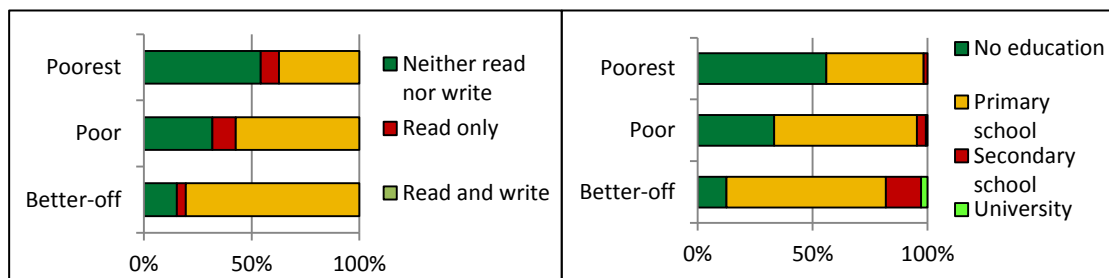 Poorest
Poor
Better-off
0%
50%
100%
Neither read
nor write
Read only
Read and write
Poorest
Poor
Better-off
0%
50%
100%
No education
Primary
school
Secondary
school
University